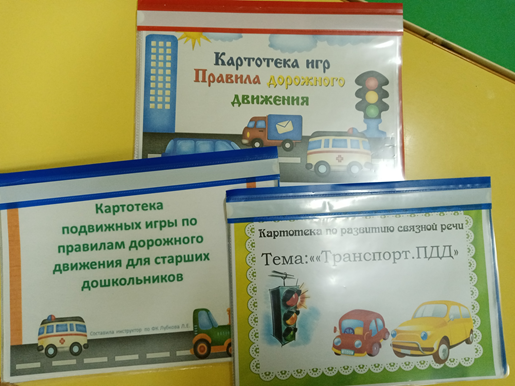 Картотека игр
Правила дорожного
движения
Картотека
подвижных игры по
правилам дорожного
движения для старших
дошкольников
Картотека по развитию связной речи
Тема:««Транспорт.ПДД»